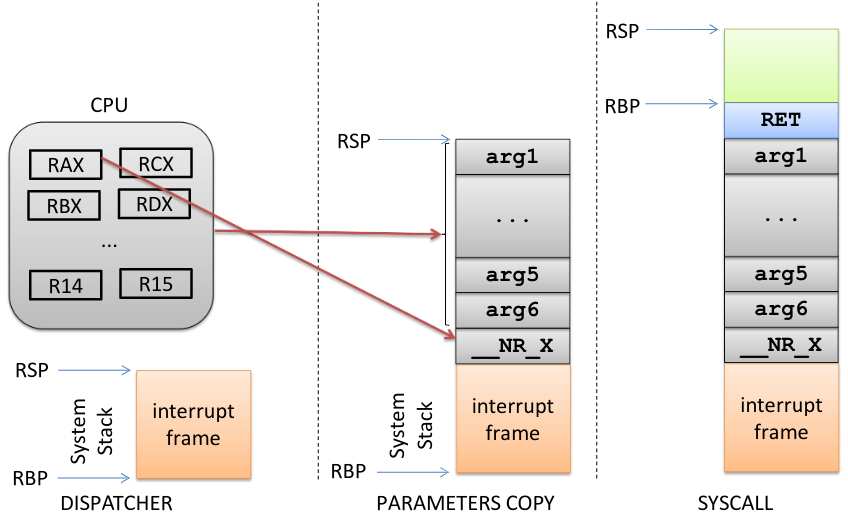 CPU
RAX
RCX
RBX
RDX
...
R14
R15
RSP
System
Stack
interrupt
frame
RBP
DISPATCHER
RSP
arg1
...
arg5
arg6
__NR_X
System
Stack
interrupt
frame
RBP
PARAMETERS COPY
RSP
RBP
RET
arg1
...
arg5
arg6
__NR_X
interrupt
frame
SYSCALL